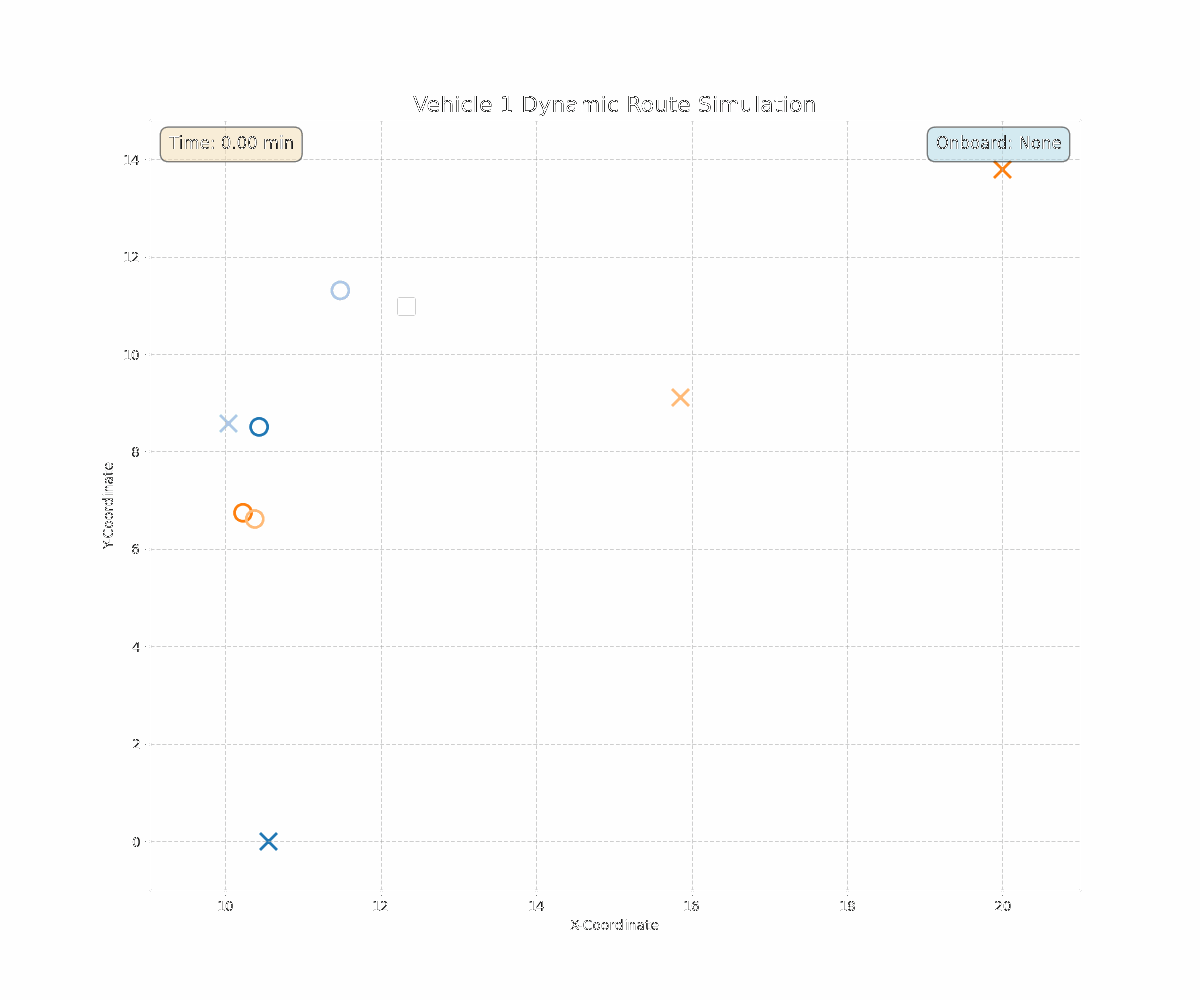 Vehicle 1 Dynamic Route Simulation
Time: 0.00 min
Onboard: None
14
12
10
8
6
4
2
0
Y-Coordinate
10
12
14
16
18
20
X-Coordinate